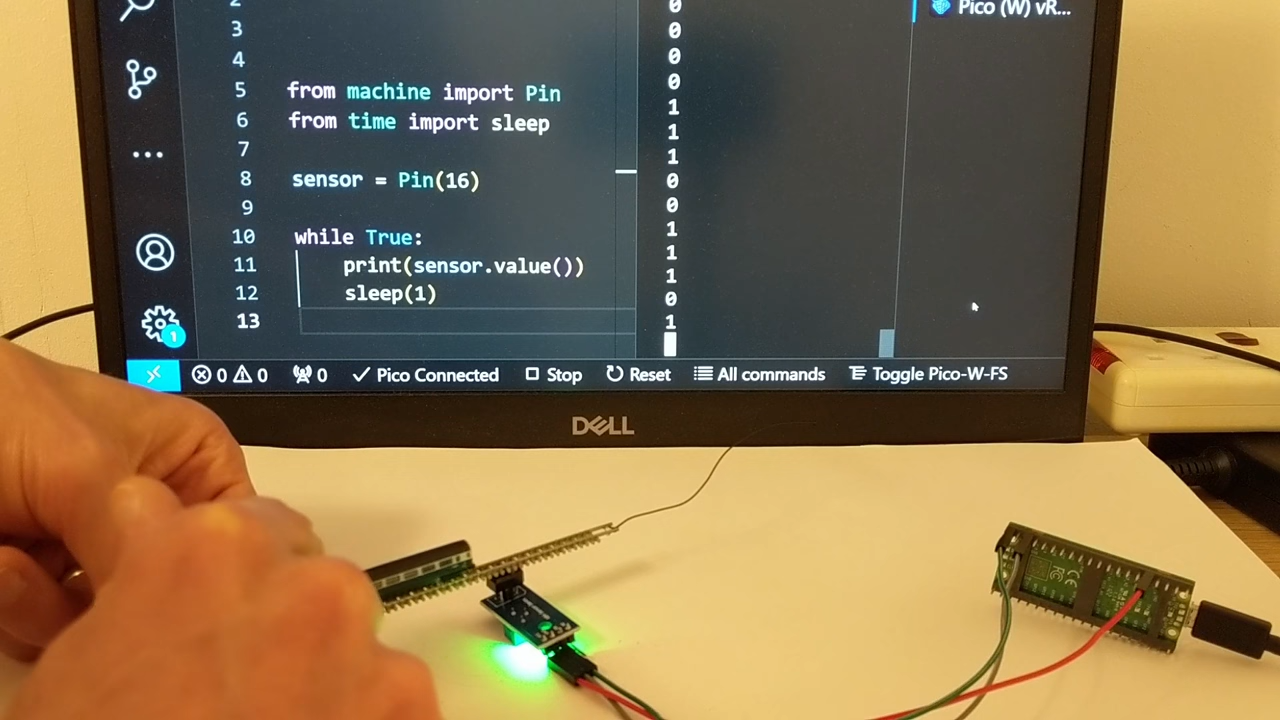 2
3
4
5 from machine import Pin
6 from time import sleep
7
8 sensor = Pin(16)
9
10 while True:
11 print(sensor.value())
12 sleep(1)
13
0
0
0
0
1
1
1
0
0
1
1
1
0
1
Pico (W) vR...
1
0 0 0 Pico Connected Stop Reset All commands Toggle Pico-W-FS
DELL
CE
FC